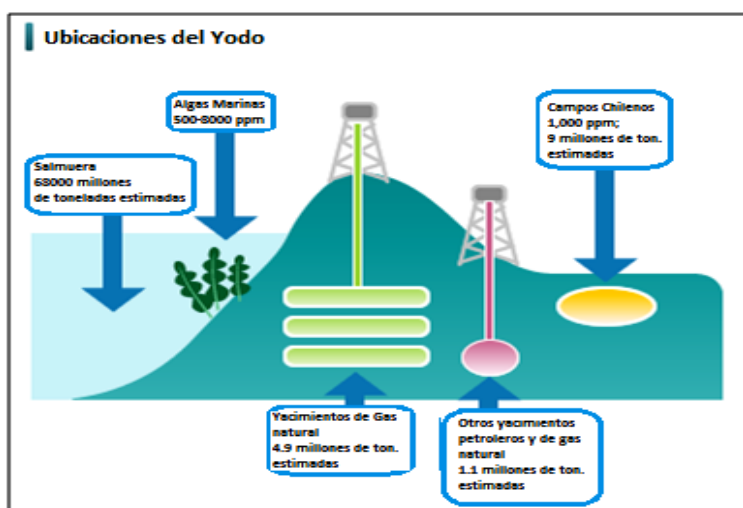 Ubicaciones del Yodo
Algas Marinas
500-8000 ppm
Campos Chilenos
1,000 ppm;
9 millones de ton.
estimadas
Salmuera
68000 millones
de toneladas estimadas
Yacimientos de Gas
natural
4.9 millones de ton.
estimadas
Otros yacimientos
petroleros y de gas
natural
1.1 millones de ton.
estimadas